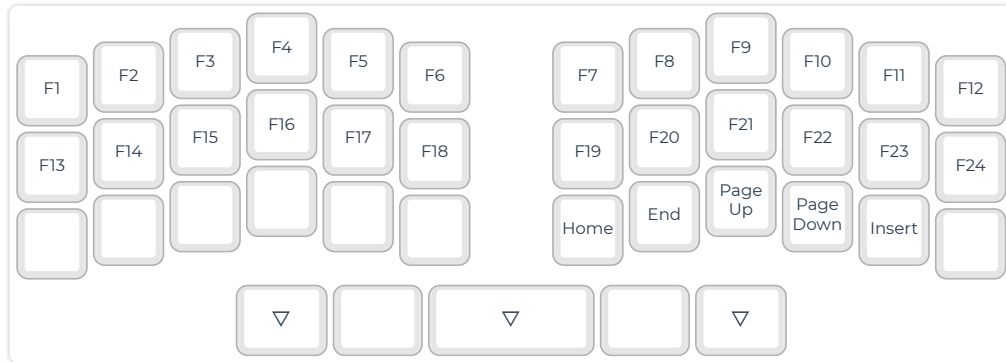 F1 F2 F3 F4 F5 F6 F7 F8 F9 F10 F11 F12
F13 F14 F15 F16 F17 F18 F19 F20 F21 F22 F23 F24
Home End Page Up Page Down Insert
▽ ▽ ▽